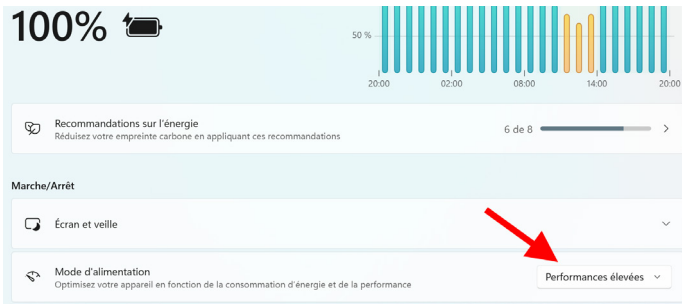 100%
50 %
20:00 02:00 08:00 14:00 20:00
Recommandations sur l'énergie
Réduisez votre empreinte carbone en appliquant ces recommandations
6 de 8
Marche/Arrêt
Écran et veille
Mode d'alimentation
Optimisez votre appareil en fonction de la consommation d'énergie et de la performance
Performances élevées